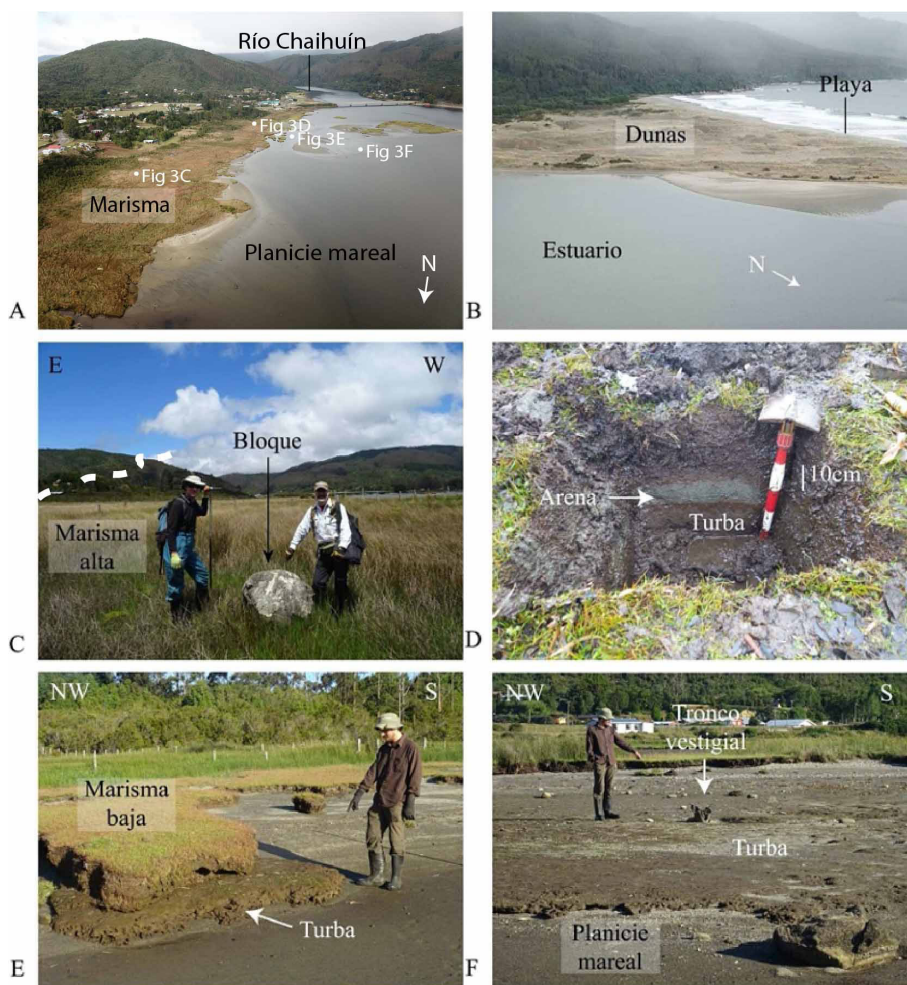 Río Chaihuín
Fig 3D
Fig 3E
Fig 3F
Fig 3C
Marisma
Planicie mareal
N
A
Playa
Dunas
Estuario
N
B
E
W
Bloque
Marisma
alta
C
10cm
Arena
Turba
D
NW
S
Marisma
baja
Turba
E
NW
S
Tronco
vestigial
Turba
Planicie
mareal
F